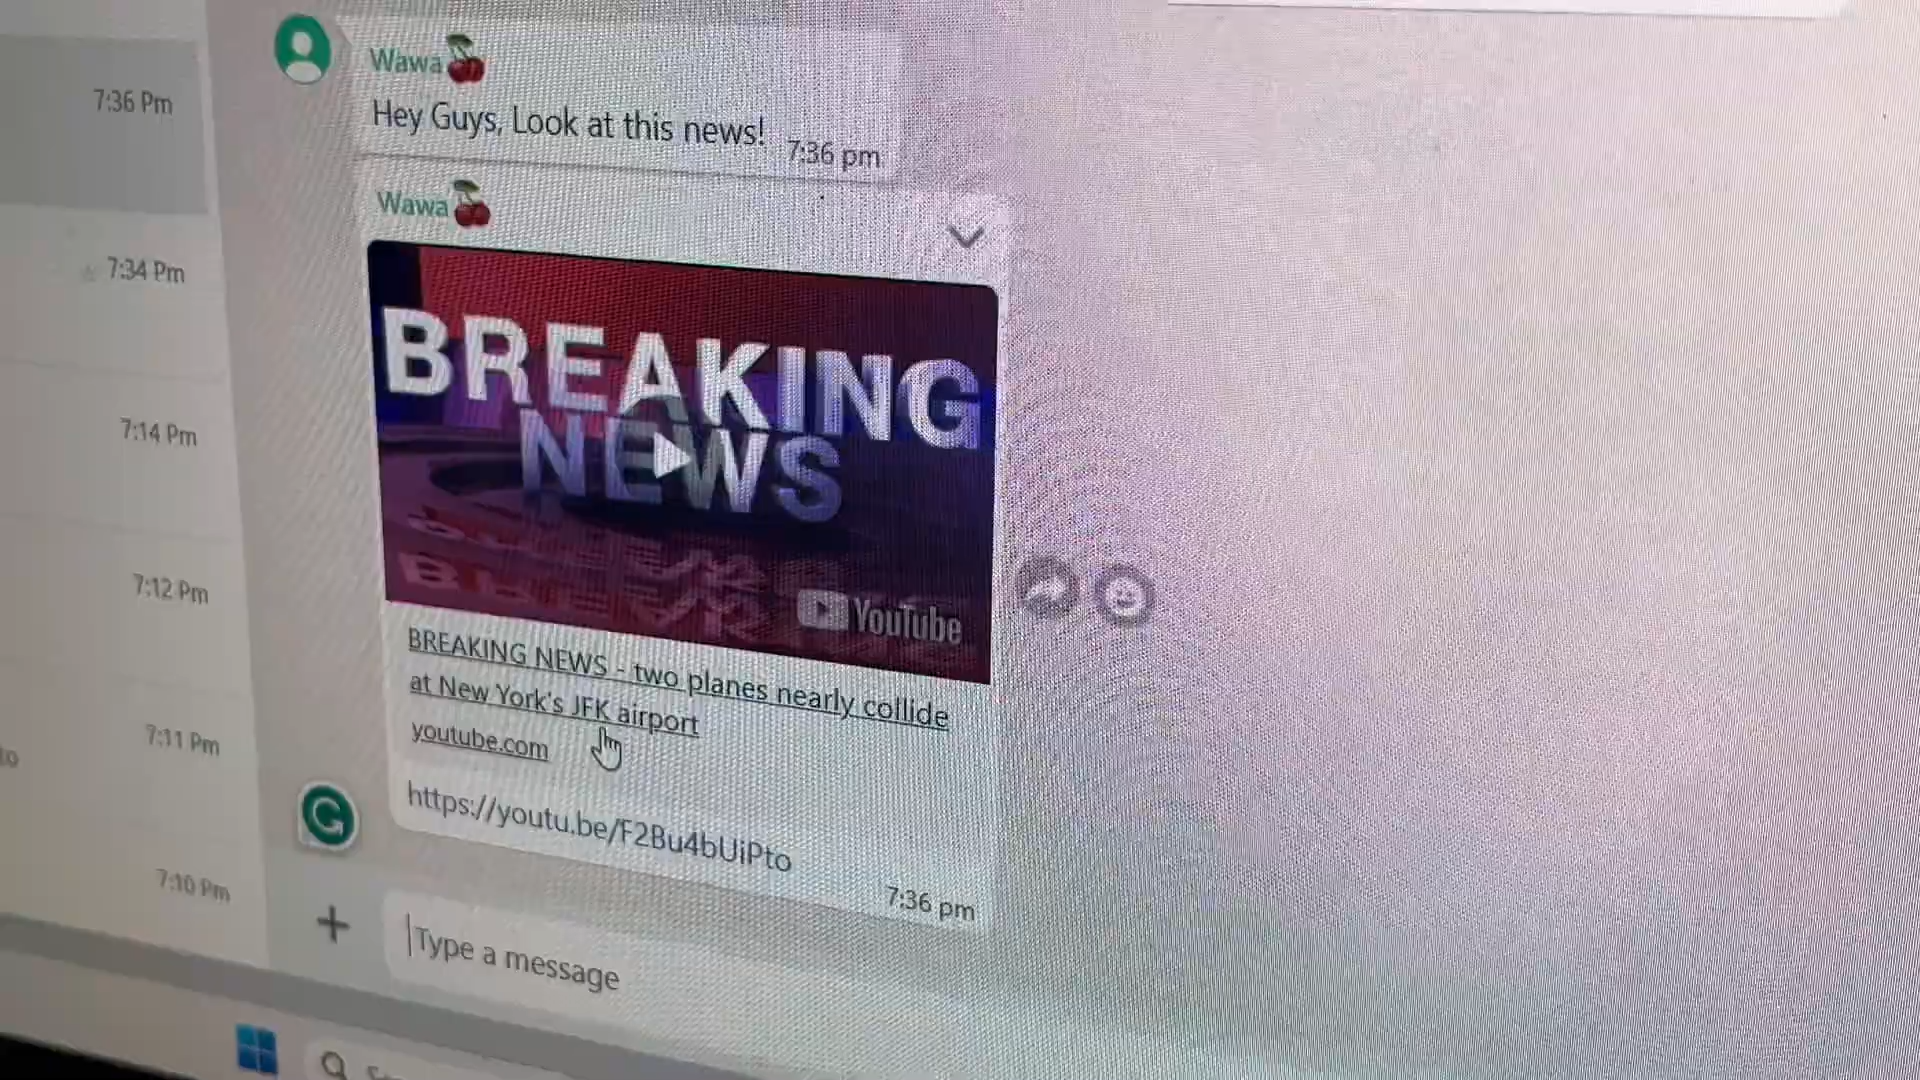 7:36 Pm
7:34 Pm
7:14 Pm
7:12 Pm
7:11 Pm
to
7:10 Pm
Wawa🍒
Hey Guys, Look at this news!
7:36 pm
Wawa🍒
BREAKING
NEWS
YouTube
BREAKING NEWS - two planes nearly collide
at New York's JFK airport
youtube.com
https://youtu.be/F2Bu4bUiPto
7:36 pm
Type a message